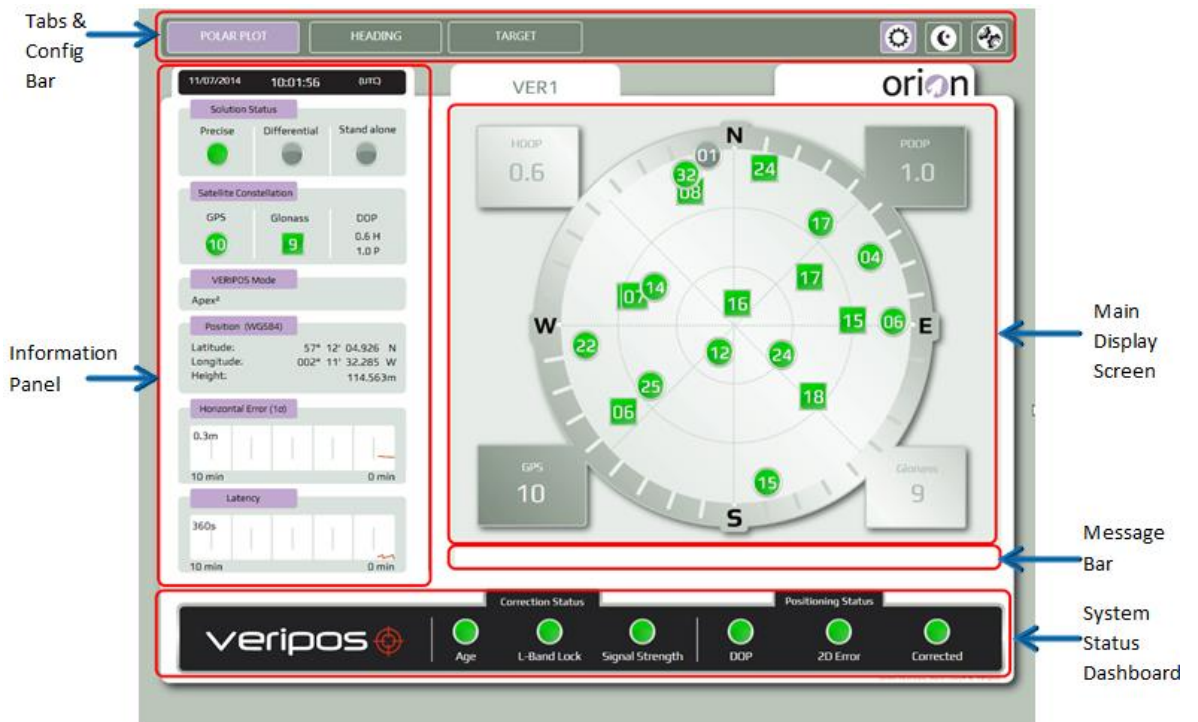 Tabs &
Config
Bar
POLAR PLOT
HEADING
TARGET
11/07/2014 10:01:56 (UTC)
VER1
orion
Solution Status
Precise Differential Stand alone
Satellite Constellation
GPS Glonass DOP
10 9 0.6 H
1.0 P
VERIPOS Mode
Apex²
Position (WGS84)
Latitude: 57° 12' 04.926 N
Longitude: 002° 11' 32.285 W
Height: 114.563m
Horizontal Error (1σ)
0.3m
10 min 0 min
Latency
360s
10 min 0 min
Information
Panel
HDOP
0.6
PDOP
1.0
N
01
32
08
24
17
04
17
07
14
16
15
06
W
E
22
12
24
25
06
18
15
S
GPS
10
Glonass
9
Main
Display
Screen
Message
Bar
Correction Status
Positioning Status
veripos
Age L-Band Lock Signal Strength DOP 2D Error Corrected
System
Status
Dashboard